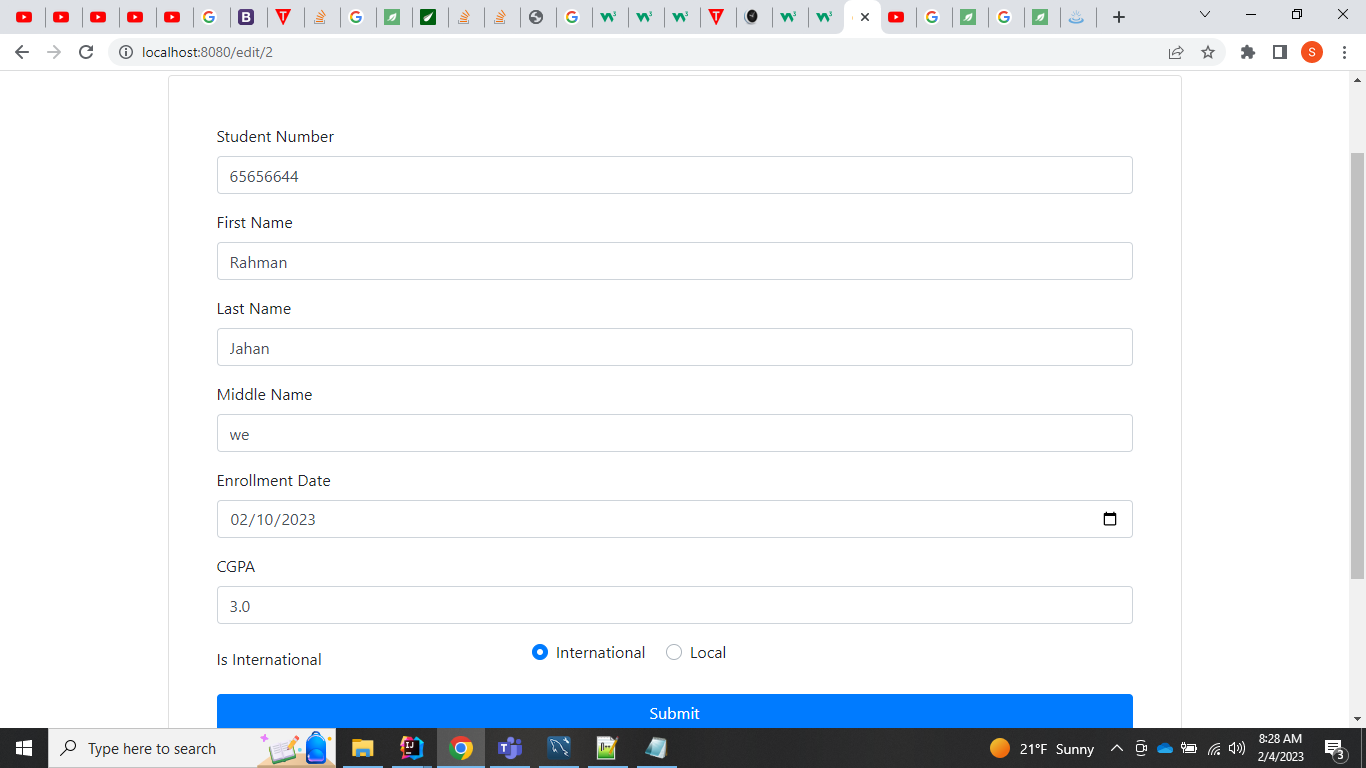 localhost:8080/edit/2
S
Student Number
65656644
First Name
Rahman
Last Name
Jahan
Middle Name
we
Enrollment Date
02/10/2023
CGPA
3.0
Is International
International
Local
Submit
Type here to search
21°F Sunny
8:28 AM
2/4/2023
3